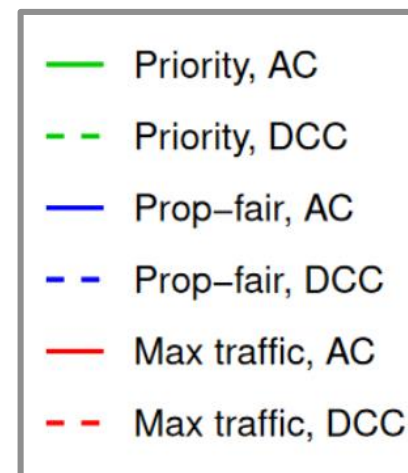 Priority, AC
Priority, DCC
Prop−fair, AC
Prop−fair, DCC
Max traffic, AC
Max traffic, DCC